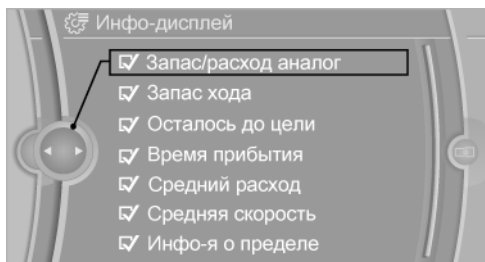 Инфо-дисплей
Запас/расход аналог
Запас хода
Осталось до цели
Время прибытия
Средний расход
Средняя скорость
Инфо-я о пределе